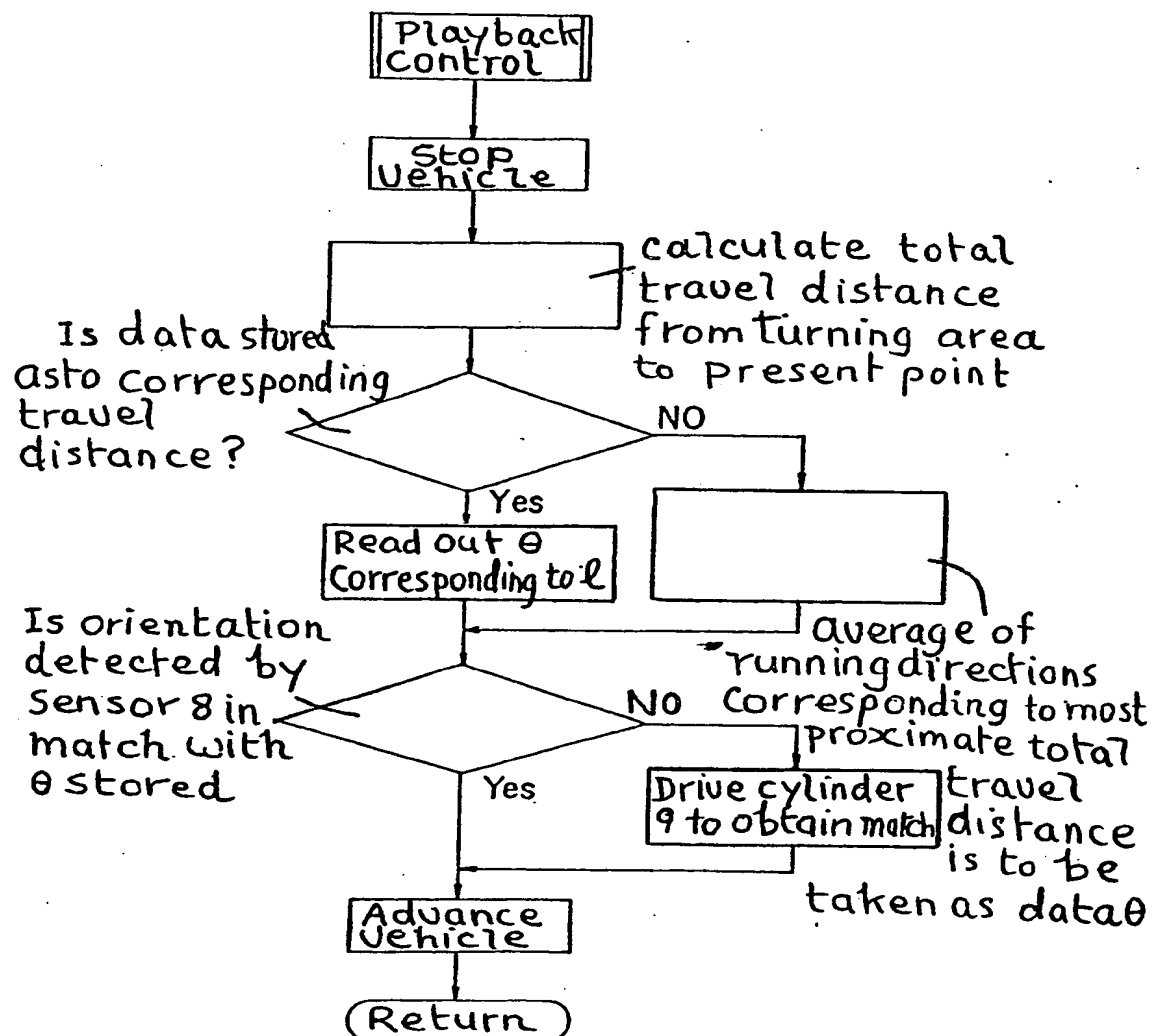 Playback
Control
Stop
Vehicle
calculate total
travel distance
from turning area
to present point
Is data stored
asto corresponding
travel
distance?
NO
Yes
Read out θ
Corresponding to ℓ
average of
running directions
corresponding to most
proximate total
travel
distance
is to be
taken as data θ
Is orientation
detected by
sensor 8 in
match with
θ stored
NO
Yes
Drive cylinder
9 to obtain match
Advance
Vehicle
Return